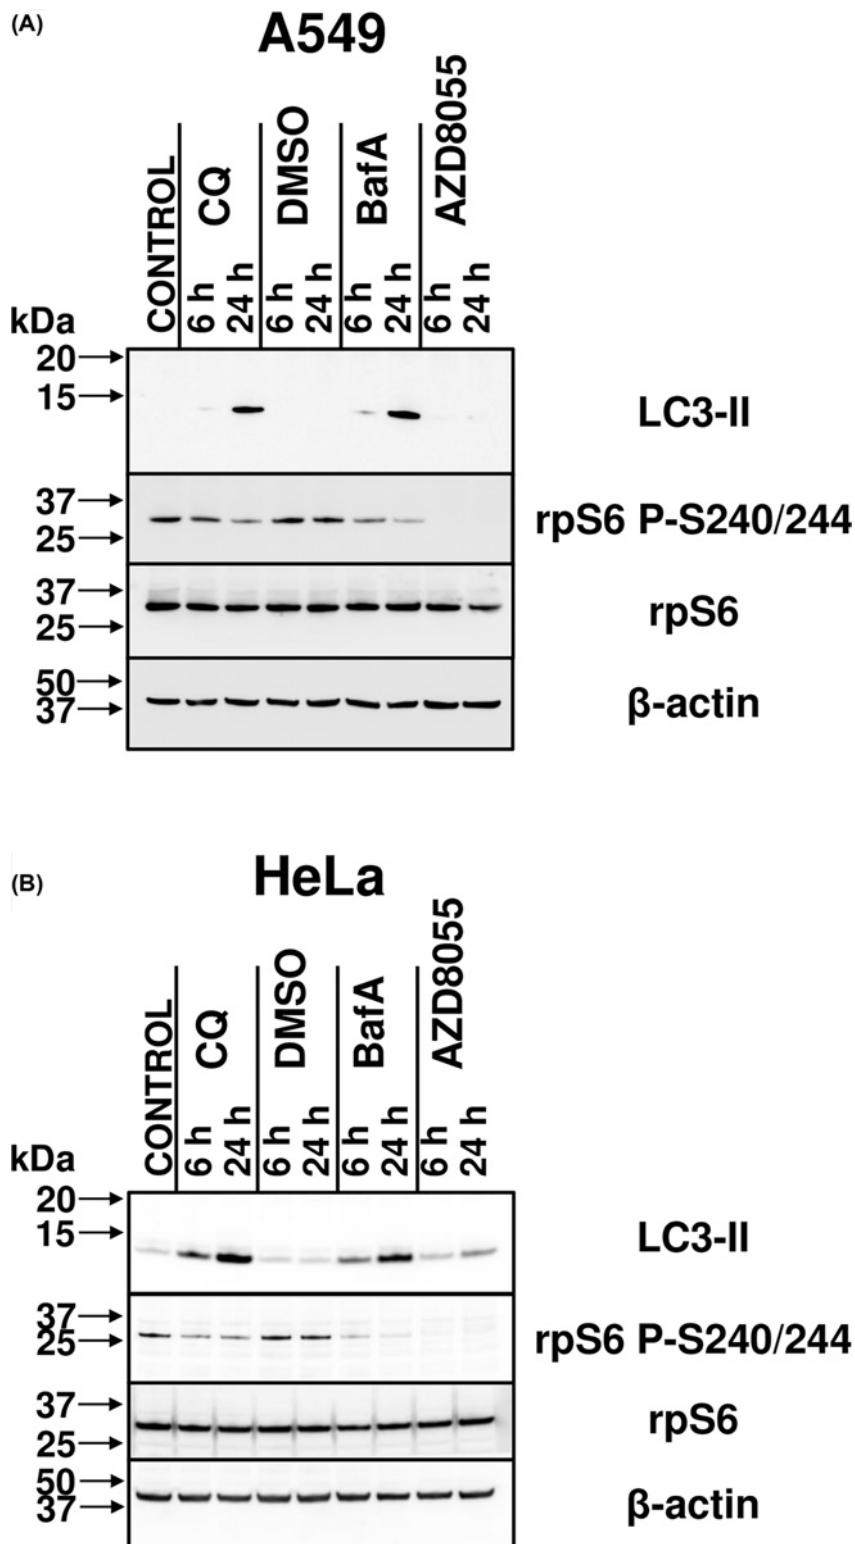 (A)
A549
CONTROL
CQ
DMSO
BafA
AZD8055
6 h
24 h
6 h
24 h
6 h
24 h
6 h
24 h
kDa
20
15
LC3-II
37
25
rpS6 P-S240/244
37
25
rpS6
50
37
β-actin
(B)
HeLa
CONTROL
CQ
DMSO
BafA
AZD8055
6 h
24 h
6 h
24 h
6 h
24 h
6 h
24 h
kDa
20
15
LC3-II
37
25
rpS6 P-S240/244
37
25
rpS6
50
37
β-actin